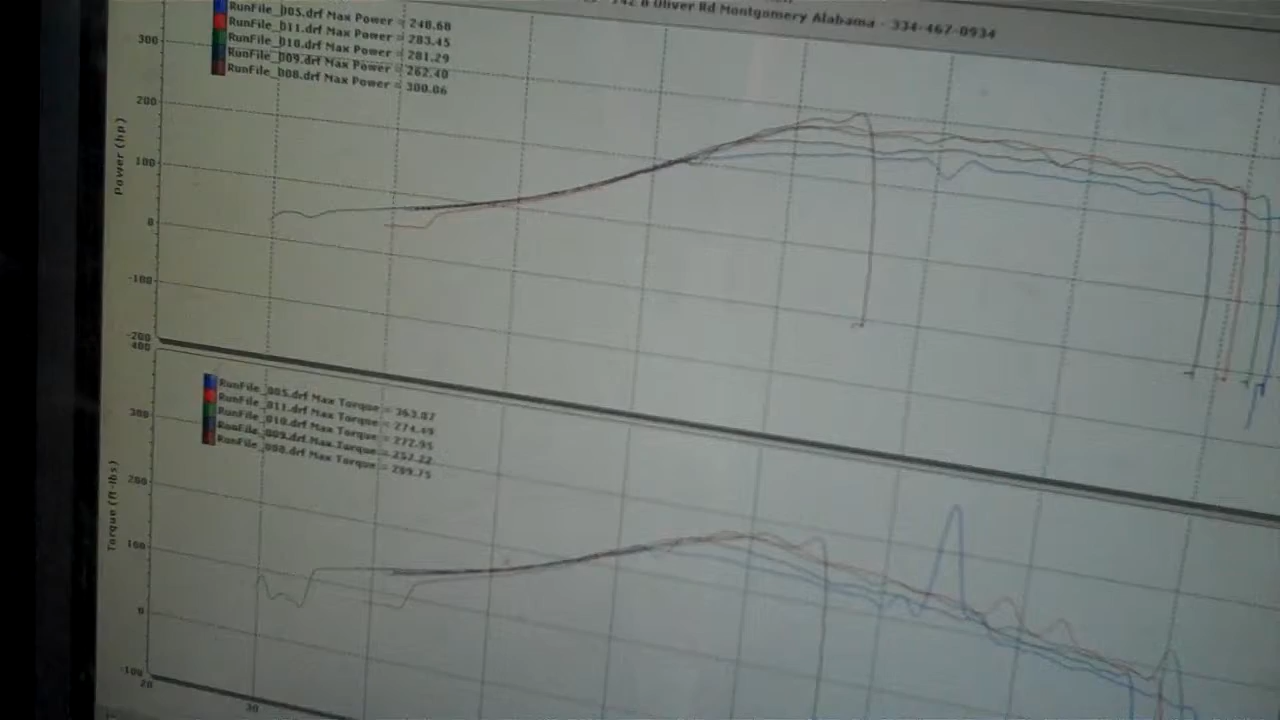 Oliver Rd Montgomery Alabama - 334-467-0934
RunFile_005.drf Max Power = 240.60
RunFile_011.drf Max Power = 283.45
RunFile_010.drf Max Power = 281.29
RunFile_009.drf Max Power = 262.40
RunFile_008.drf Max Power = 300.06
300
200
100
0
-100
-200
Power (hp)
400
RunFile_005.drf Max Torque = 363.87
RunFile_011.drf Max Torque = 274.49
RunFile_010.drf Max Torque = 272.95
RunFile_009.drf Max Torque = 257.22
RunFile_008.drf Max Torque = 289.75
300
200
100
0
-100
Torque (ft-lbs)
20
30